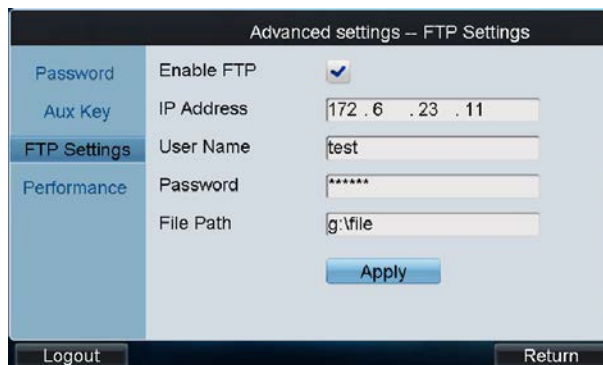 Advanced settings -- FTP Settings
Password
Aux Key
FTP Settings
Performance
Enable FTP
IP Address 172 . 6 . 23 . 11
User Name test
Password ******
File Path g:\file
Apply
Logout Return